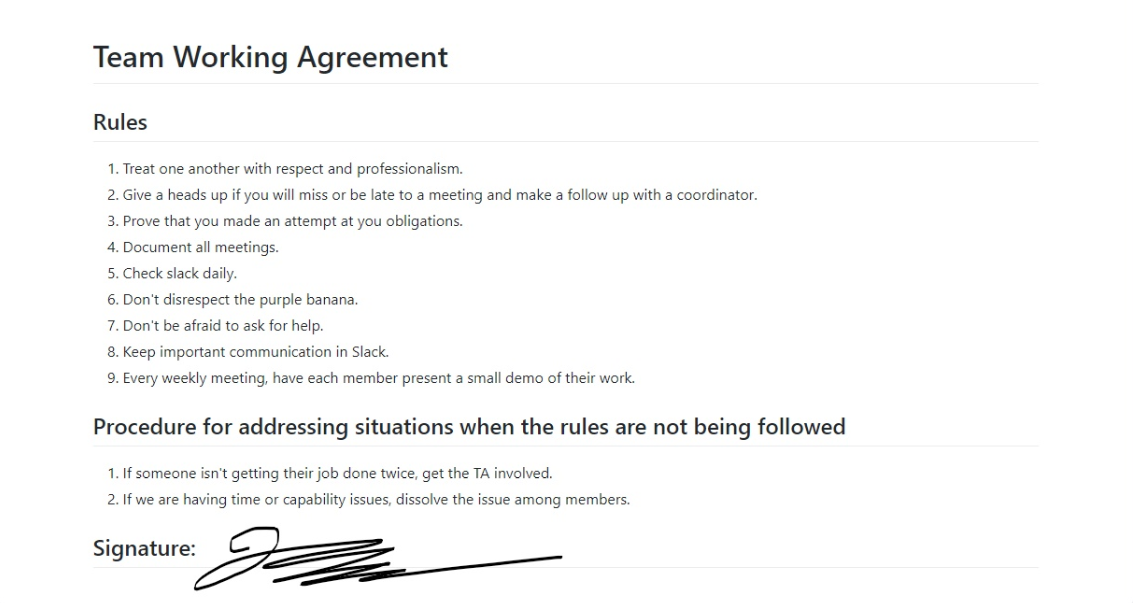 Team Working Agreement
Rules
1. Treat one another with respect and professionalism.
2. Give a heads up if you will miss or be late to a meeting and make a follow up with a coordinator.
3. Prove that you made an attempt at you obligations.
4. Document all meetings.
5. Check slack daily.
6. Don't disrespect the purple banana.
7. Don't be afraid to ask for help.
8. Keep important communication in Slack.
9. Every weekly meeting, have each member present a small demo of their work.
Procedure for addressing situations when the rules are not being followed
1. If someone isn't getting their job done twice, get the TA involved.
2. If we are having time or capability issues, dissolve the issue among members.
Signature: